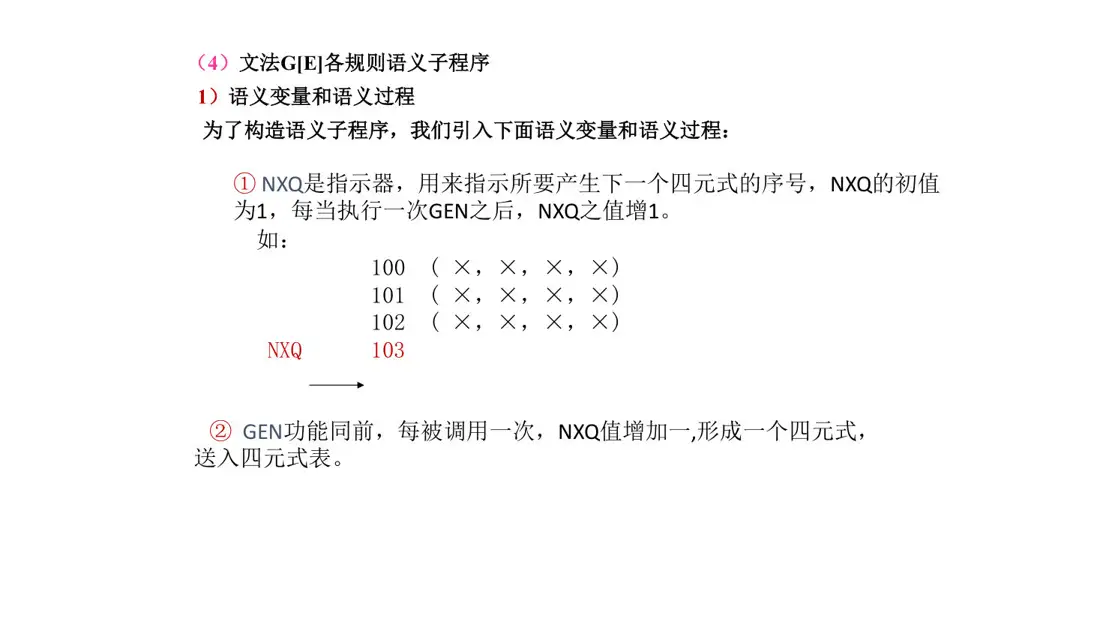 （4）文法G[E]各规则语义子程序
1）语义变量和语义过程
为了构造语义子程序，我们引入下面语义变量和语义过程：
① NXQ是指示器，用来指示所要产生下一个四元式的序号，NXQ的初值
为1，每当执行一次GEN之后，NXQ之值增1。
如：
100 （ ×，×，×，×）
101 （ ×，×，×，×）
102 （ ×，×，×，×）
NXQ 103
② GEN功能同前，每被调用一次，NXQ值增加一,形成一个四元式，
送入四元式表。